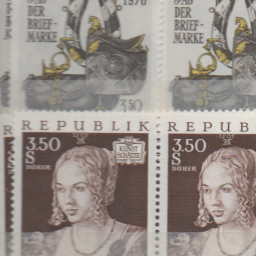 1970
TAG
DER
BRIEF-
MARKE
DER
BRIEF-
MARKE
3.50
REPUBLIK
REPUBL
3.50
S
DÜRER
KUNST
SCHÄTZE
3.50
S
DÜRER